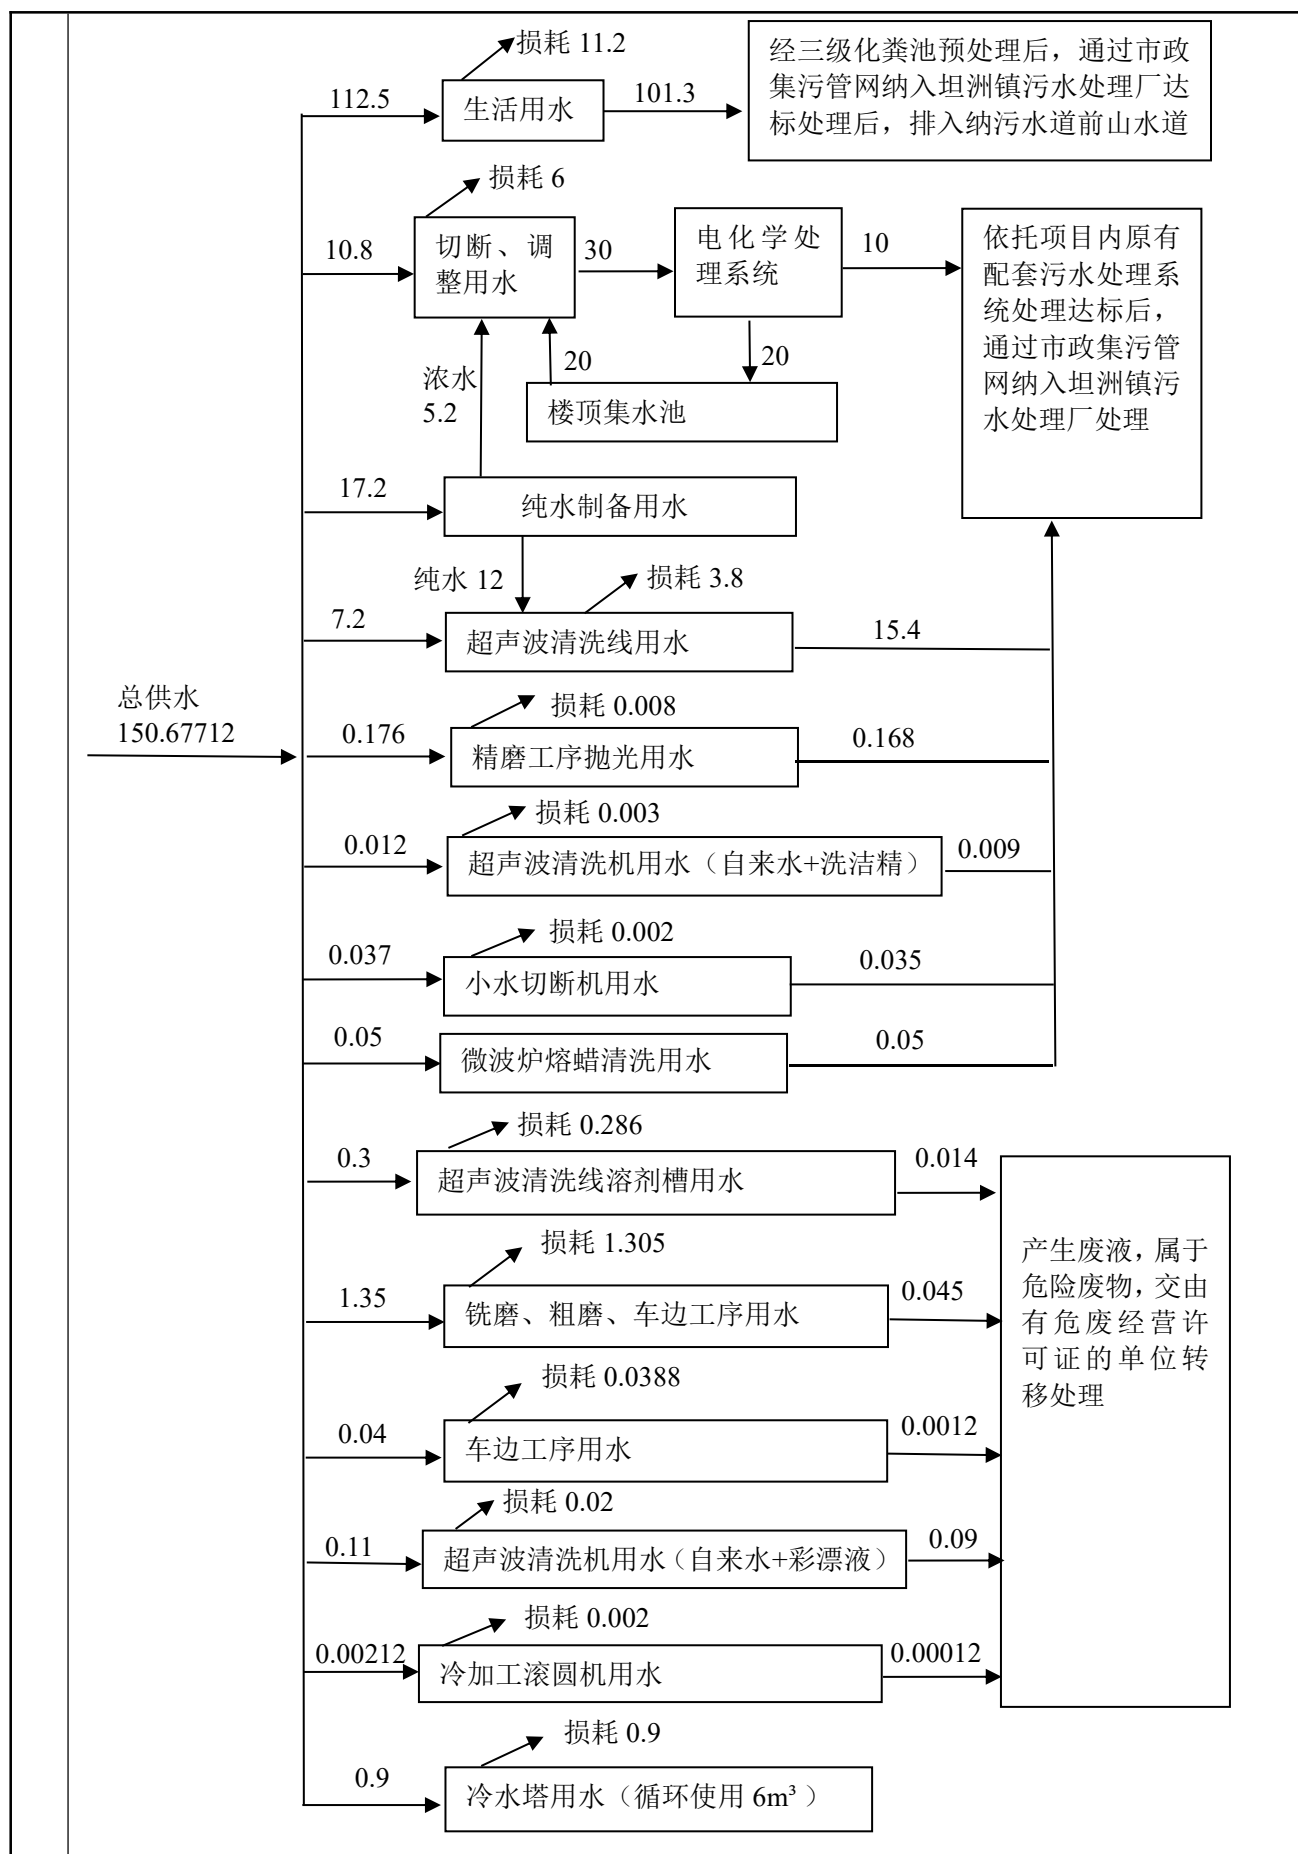 损耗 11.2
112.5
生活用水
101.3
经三级化粪池预处理后，通过市政
集污管网纳入坦洲镇污水处理厂达
标处理后，排入纳污水道前山水道
损耗 6
10.8
切断、调
整用水
30
电化学处
理系统
10
依托项目内原有
配套污水处理系
统处理达标后，
通过市政集污管
网纳入坦洲镇污
水处理厂处理
浓水
5.2
20
20
楼顶集水池
17.2
纯水制备用水
纯水 12
损耗 3.8
7.2
超声波清洗线用水
15.4
总供水
150.67712
损耗 0.008
0.176
精磨工序抛光用水
0.168
损耗 0.003
0.012
超声波清洗机用水（自来水+洗洁精）
0.009
损耗 0.002
0.037
小水切断机用水
0.035
0.05
微波炉熔蜡清洗用水
0.05
损耗 0.286
0.3
超声波清洗线溶剂槽用水
0.014
损耗 1.305
1.35
铣磨、粗磨、车边工序用水
0.045
产生废液，属于
危险废物，交由
有危废经营许
可证的单位转
移处理
损耗 0.0388
0.04
车边工序用水
0.0012
损耗 0.02
0.11
超声波清洗机用水（自来水+彩漂液）
0.09
损耗 0.002
0.00212
冷加工滚圆机用水
0.00012
损耗 0.9
0.9
冷水塔用水（循环使用 6m³ ）